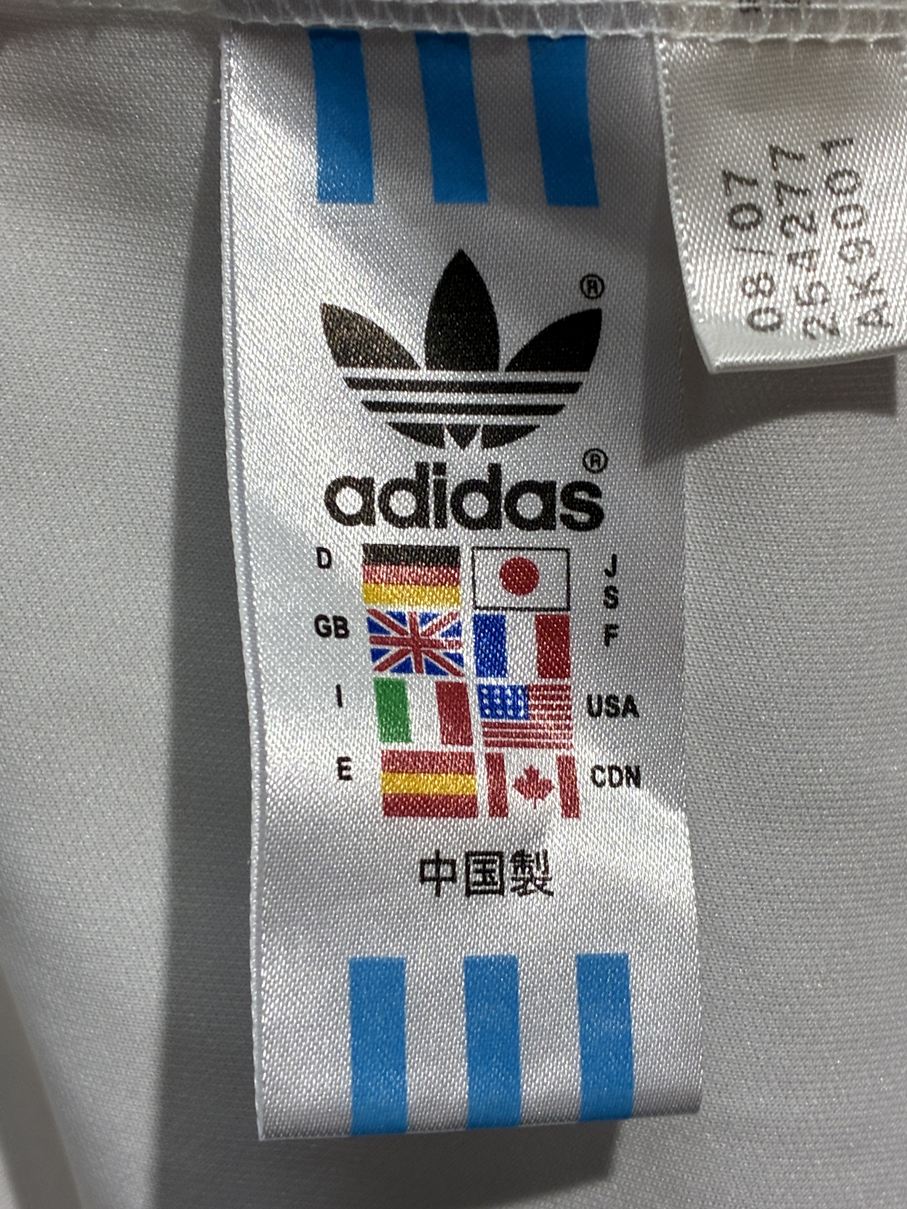 ®
adidas®
D
J
S
GB
F
I
USA
E
CDN
中国製
08/07
254277
AK9001